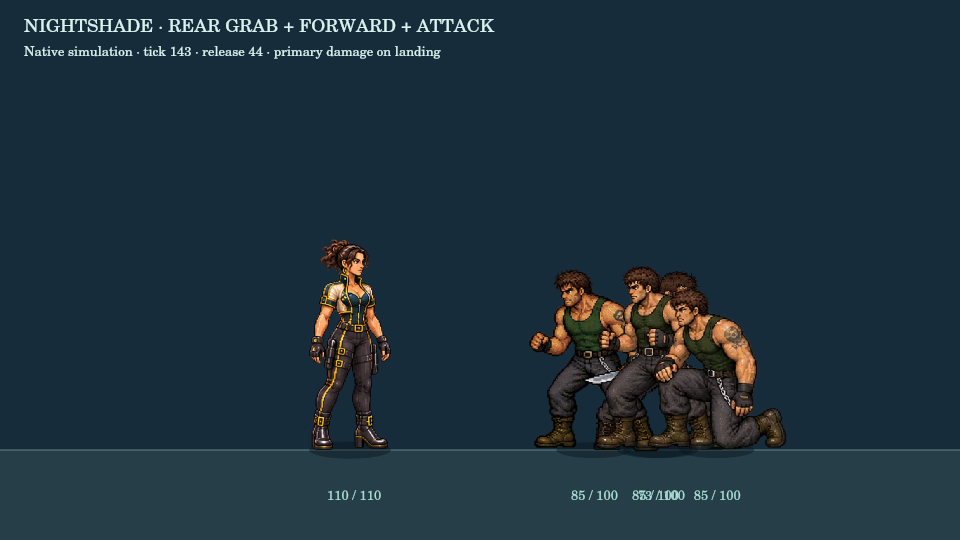 NIGHTSHADE · REAR GRAB + FORWARD + ATTACK
Native simulation · tick 143 · release 44 · primary damage on landing
110 / 110 85 / 100 85 / 100